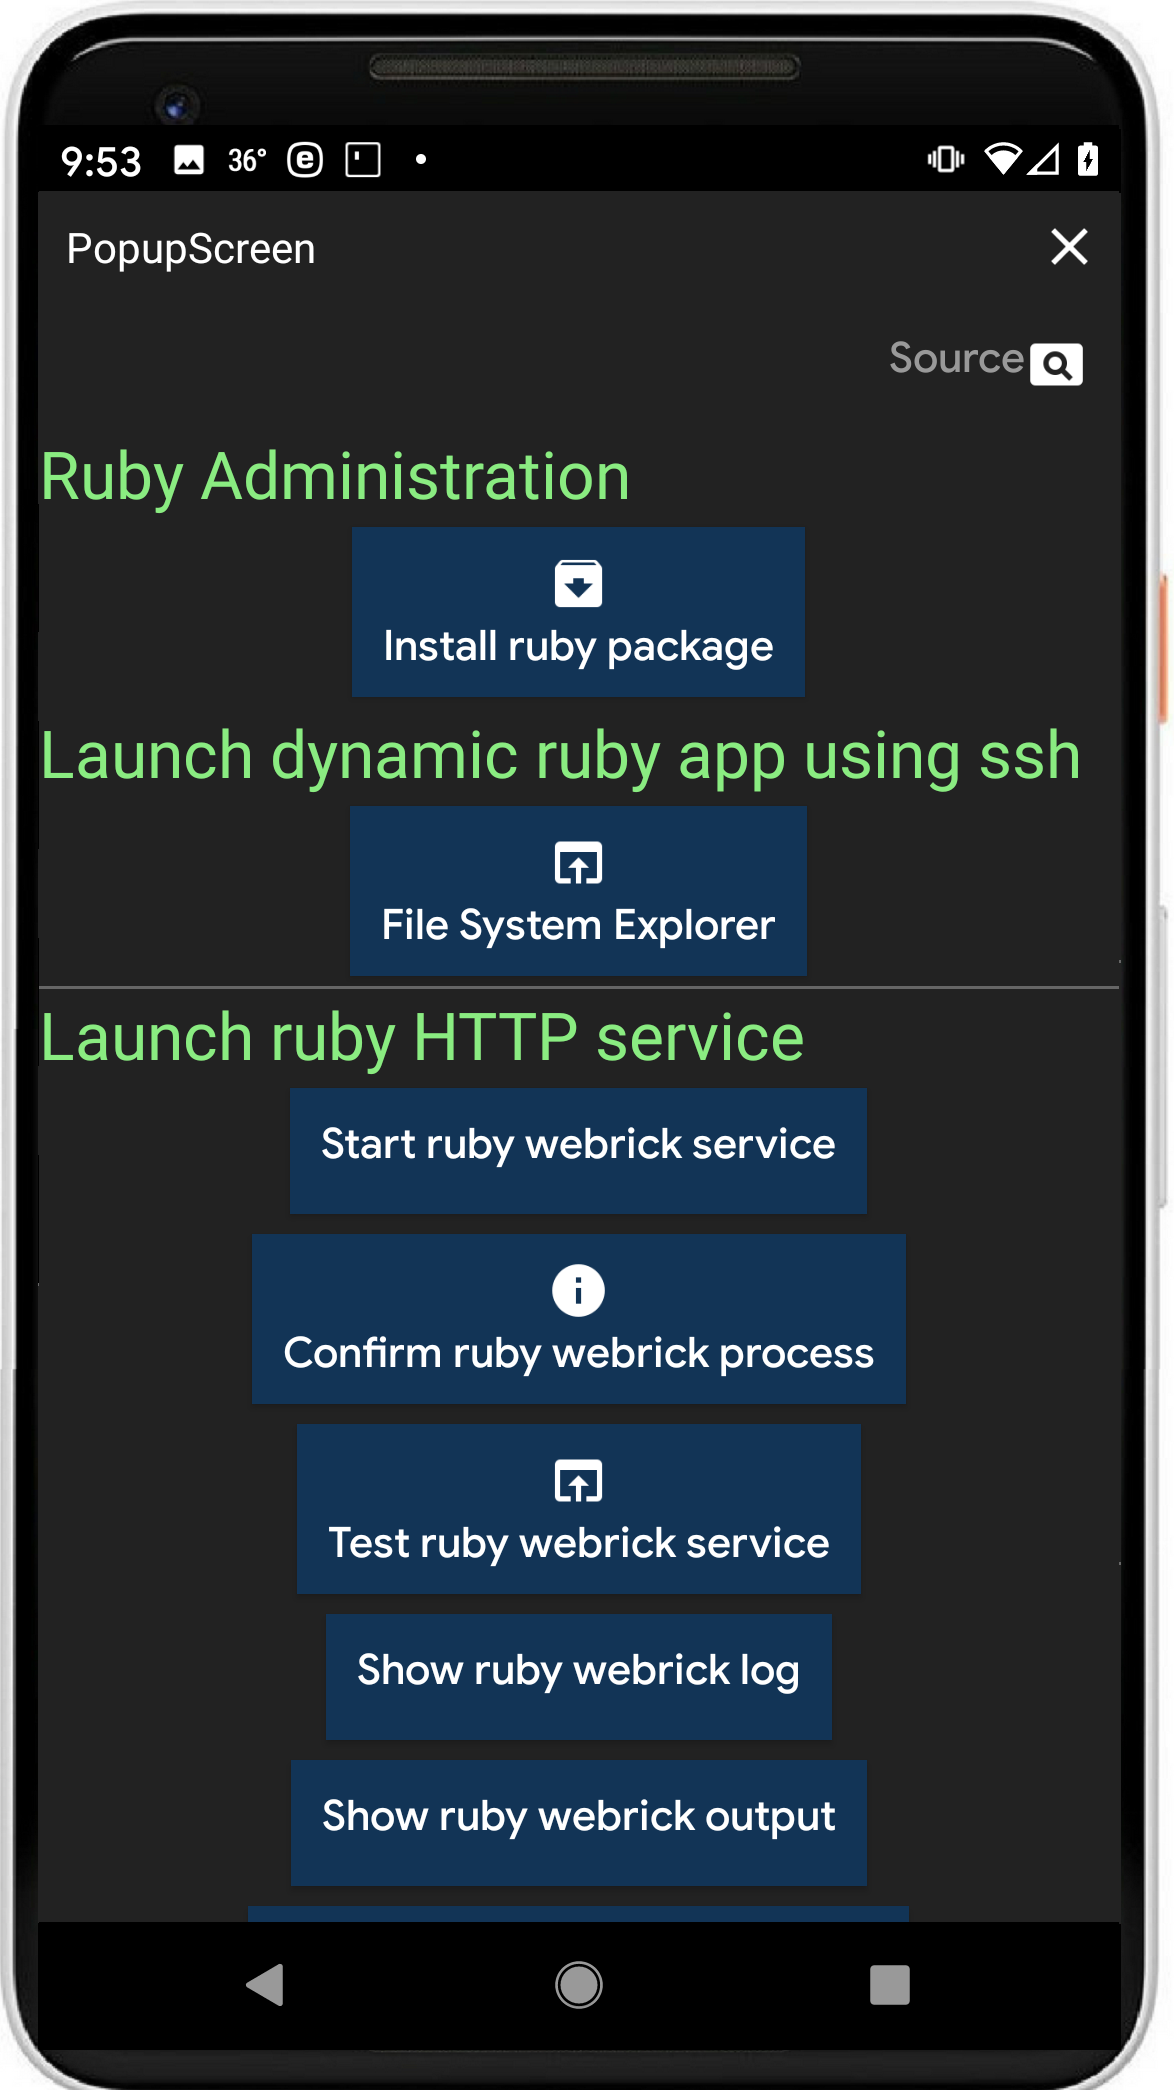 9:53 36° e
PopupScreen
Source
Ruby Administration
Install ruby package
Launch dynamic ruby app using ssh
File System Explorer
Launch ruby HTTP service
Start ruby webrick service
Confirm ruby webrick process
Test ruby webrick service
Show ruby webrick log
Show ruby webrick output